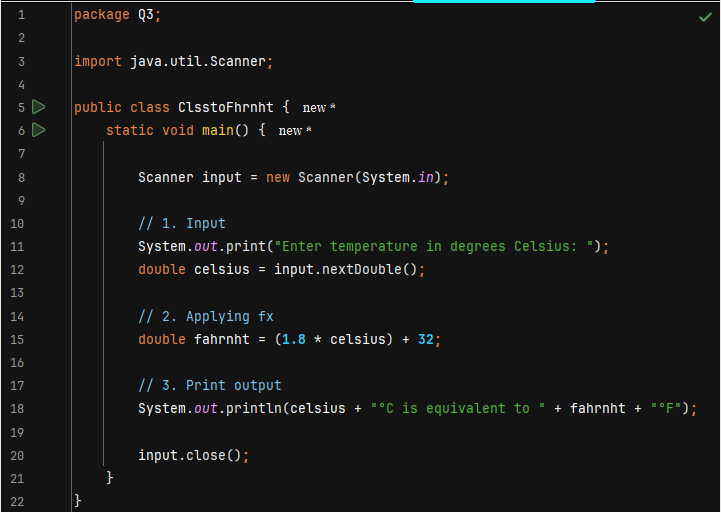 1 package Q3;
2
3 import java.util.Scanner;
4
5 public class ClsstoFhrnht { new *
6 static void main() { new *
7
8 Scanner input = new Scanner(System.in);
9
10 // 1. Input
11 System.out.print("Enter temperature in degrees Celsius: ");
12 double celsius = input.nextDouble();
13
14 // 2. Applying fx
15 double fahrnht = (1.8 * celsius) + 32;
16
17 // 3. Print output
18 System.out.println(celsius + "°C is equivalent to " + fahrnht + "°F");
19
20 input.close();
21 }
22 }